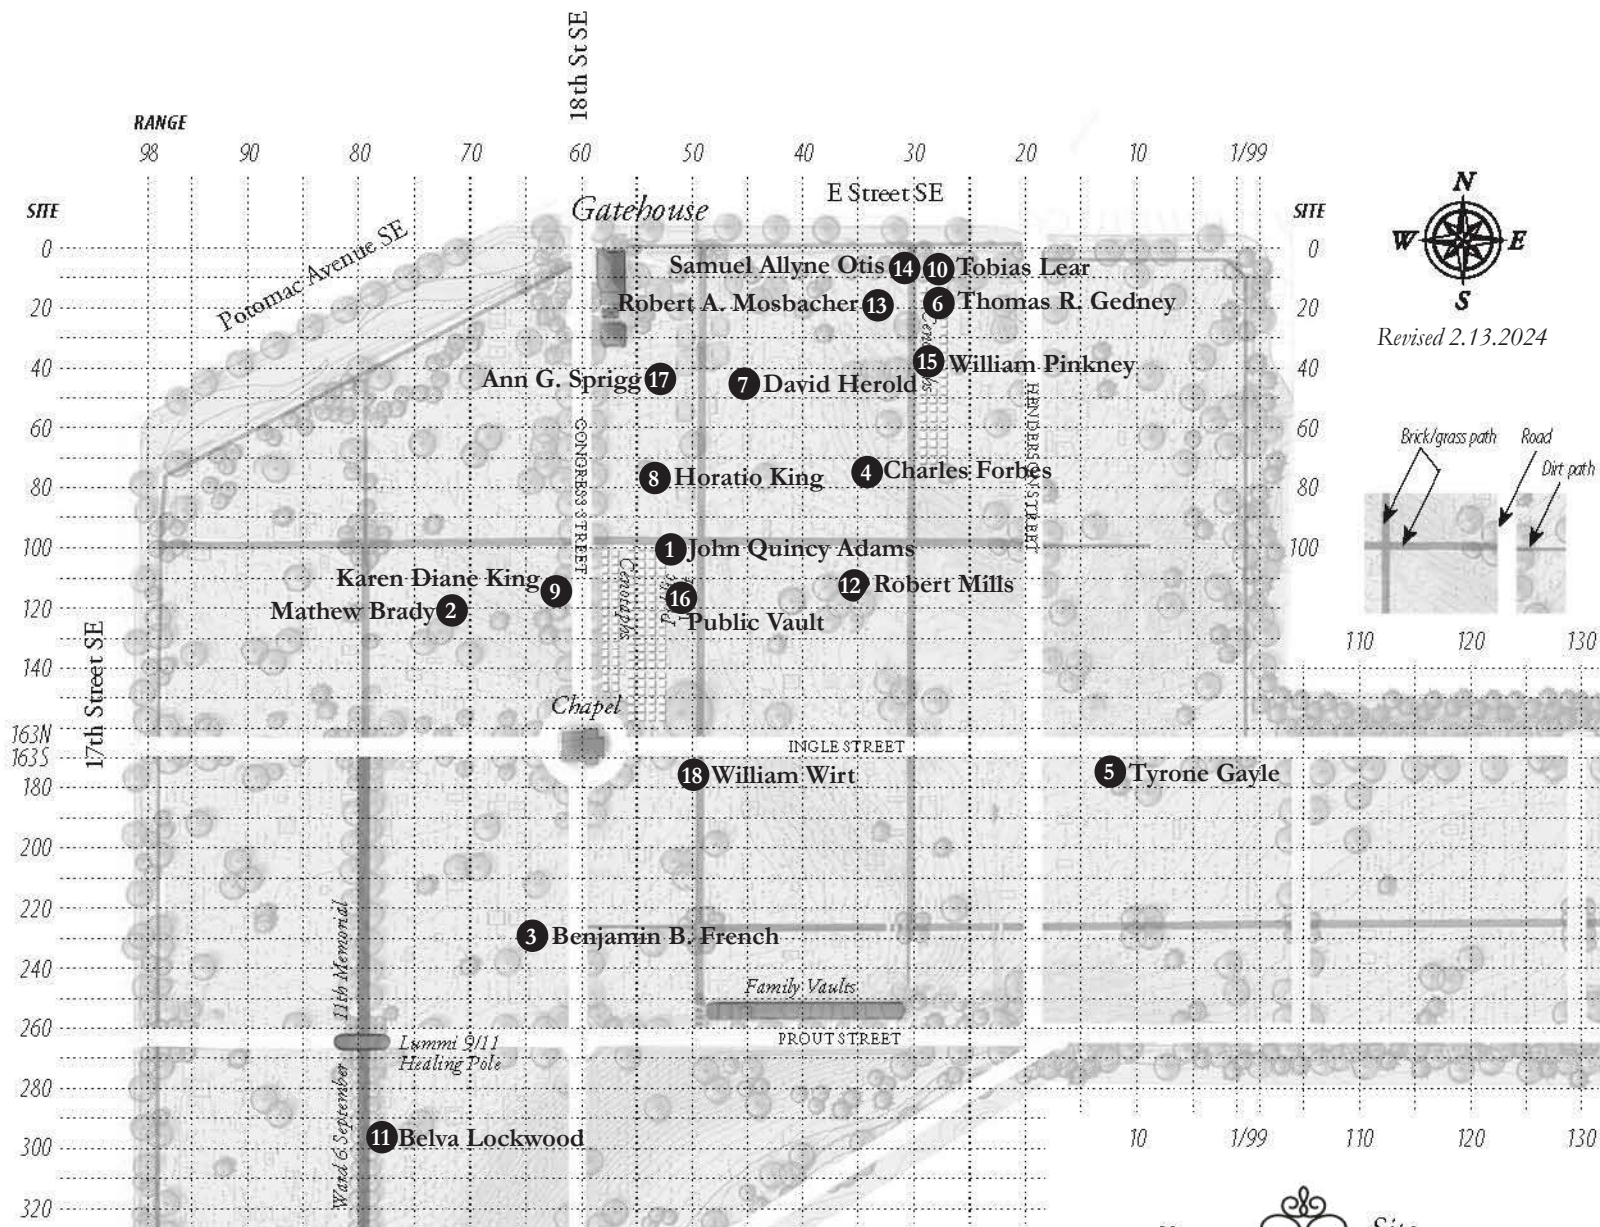 18th St SE
RANGE
98 90 80 70 60 50 40 30 20 10 1/99
E Street SE
Gatehouse
SITE
SITE
N
W E
S
Revised 2.13.2024
Potomac Avenue SE
0
20
40
60
80
100
120
140
163N
163S
180
200
220
240
260
280
300
320
0
20
40
60
80
100
Samuel Allyne Otis 14
10 Tobias Lear
Robert A. Mosbacher 13
6 Thomas R. Gedney
Cenotaphs
15 William Pinkney
Ann G. Sprigg 17
7 David Herold
HENDERSON STREET
CONGRESS STREET
Brick/grass path
Road
Dirt path
8 Horatio King
4 Charles Forbes
1 John Quincy Adams
Karen Diane King 9
12 Robert Mills
Mathew Brady 2
Cenotaphs
16
Public Vault
17th Street SE
110 120 130
Chapel
INGLE STREET
18 William Wirt
5 Tyrone Gayle
3 Benjamin B. French
Ward 6 September 11th Memorial
Family Vaults
PROUT STREET
Lummi 9/11
Healing Pole
11 Belva Lockwood
10 1/99 110 120 130
Site